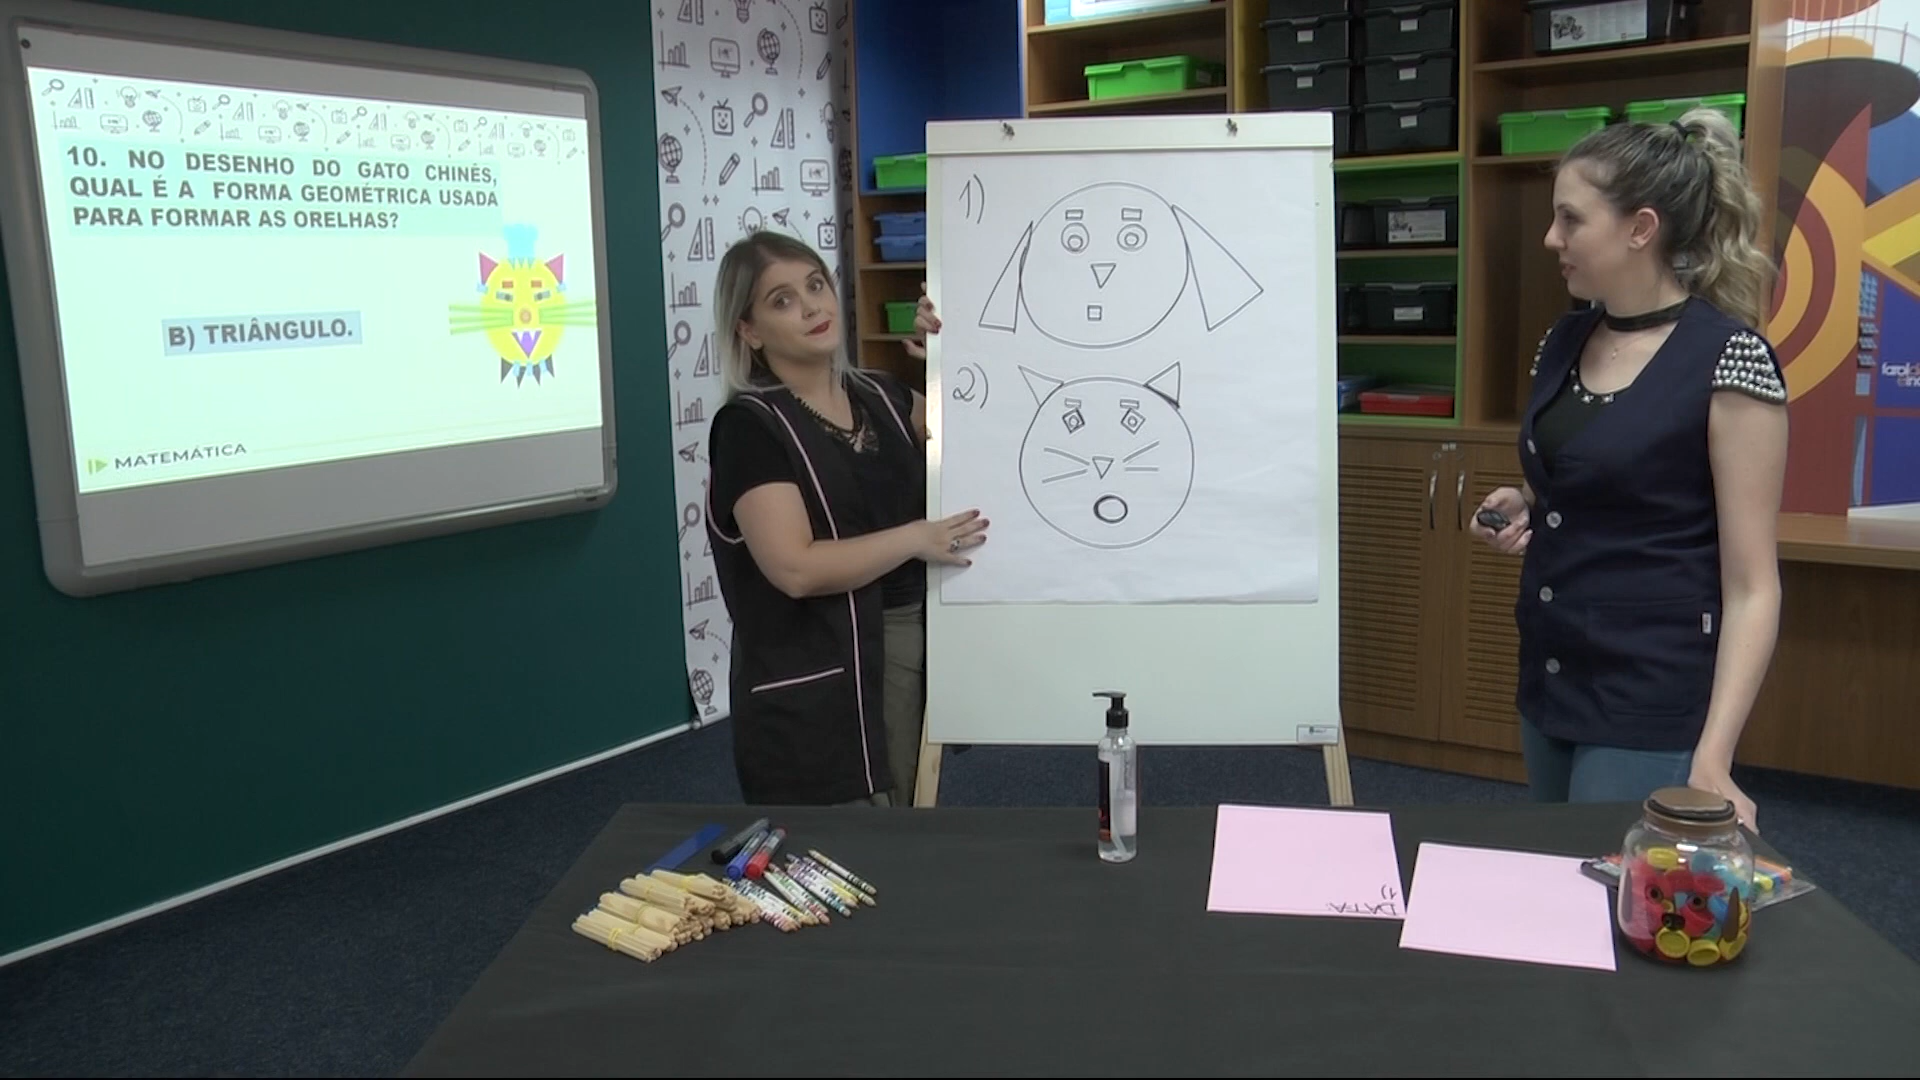 10. NO DESENHO DO GATO CHINÊS,
QUAL É A FORMA GEOMÉTRICA USADA
PARA FORMAR AS ORELHAS?
B) TRIÂNGULO.
MATEMÁTICA
1)
2)
DATA:
1)